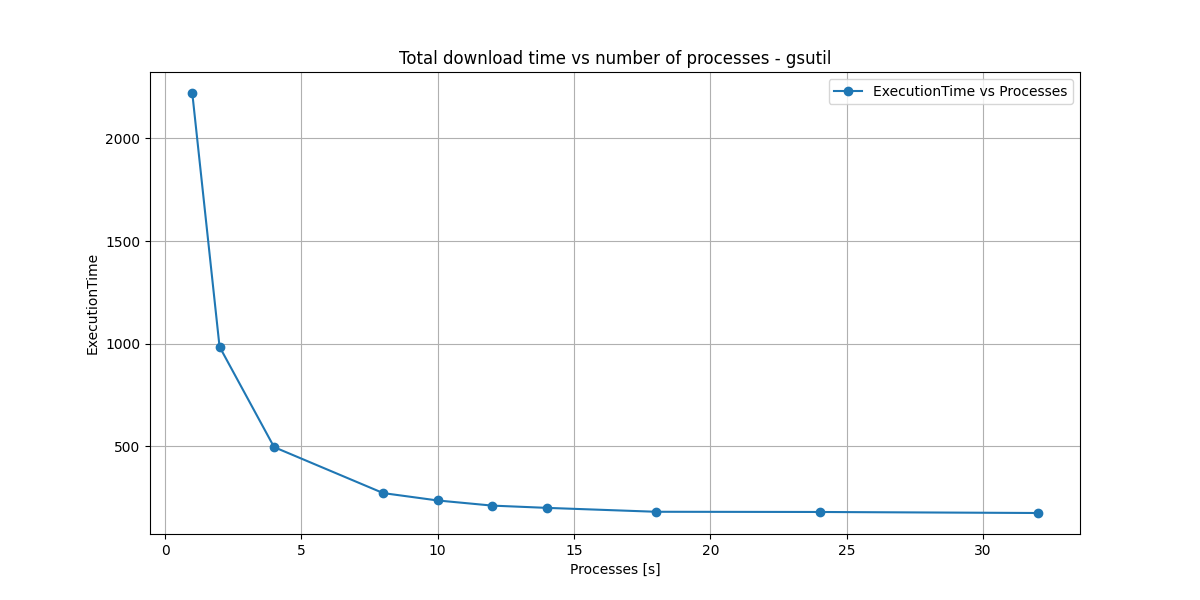 Total download time vs number of processes - gsutil
ExecutionTime vs Processes
2000
1500
1000
500
ExecutionTime
0 5 10 15 20 25 30
Processes [s]